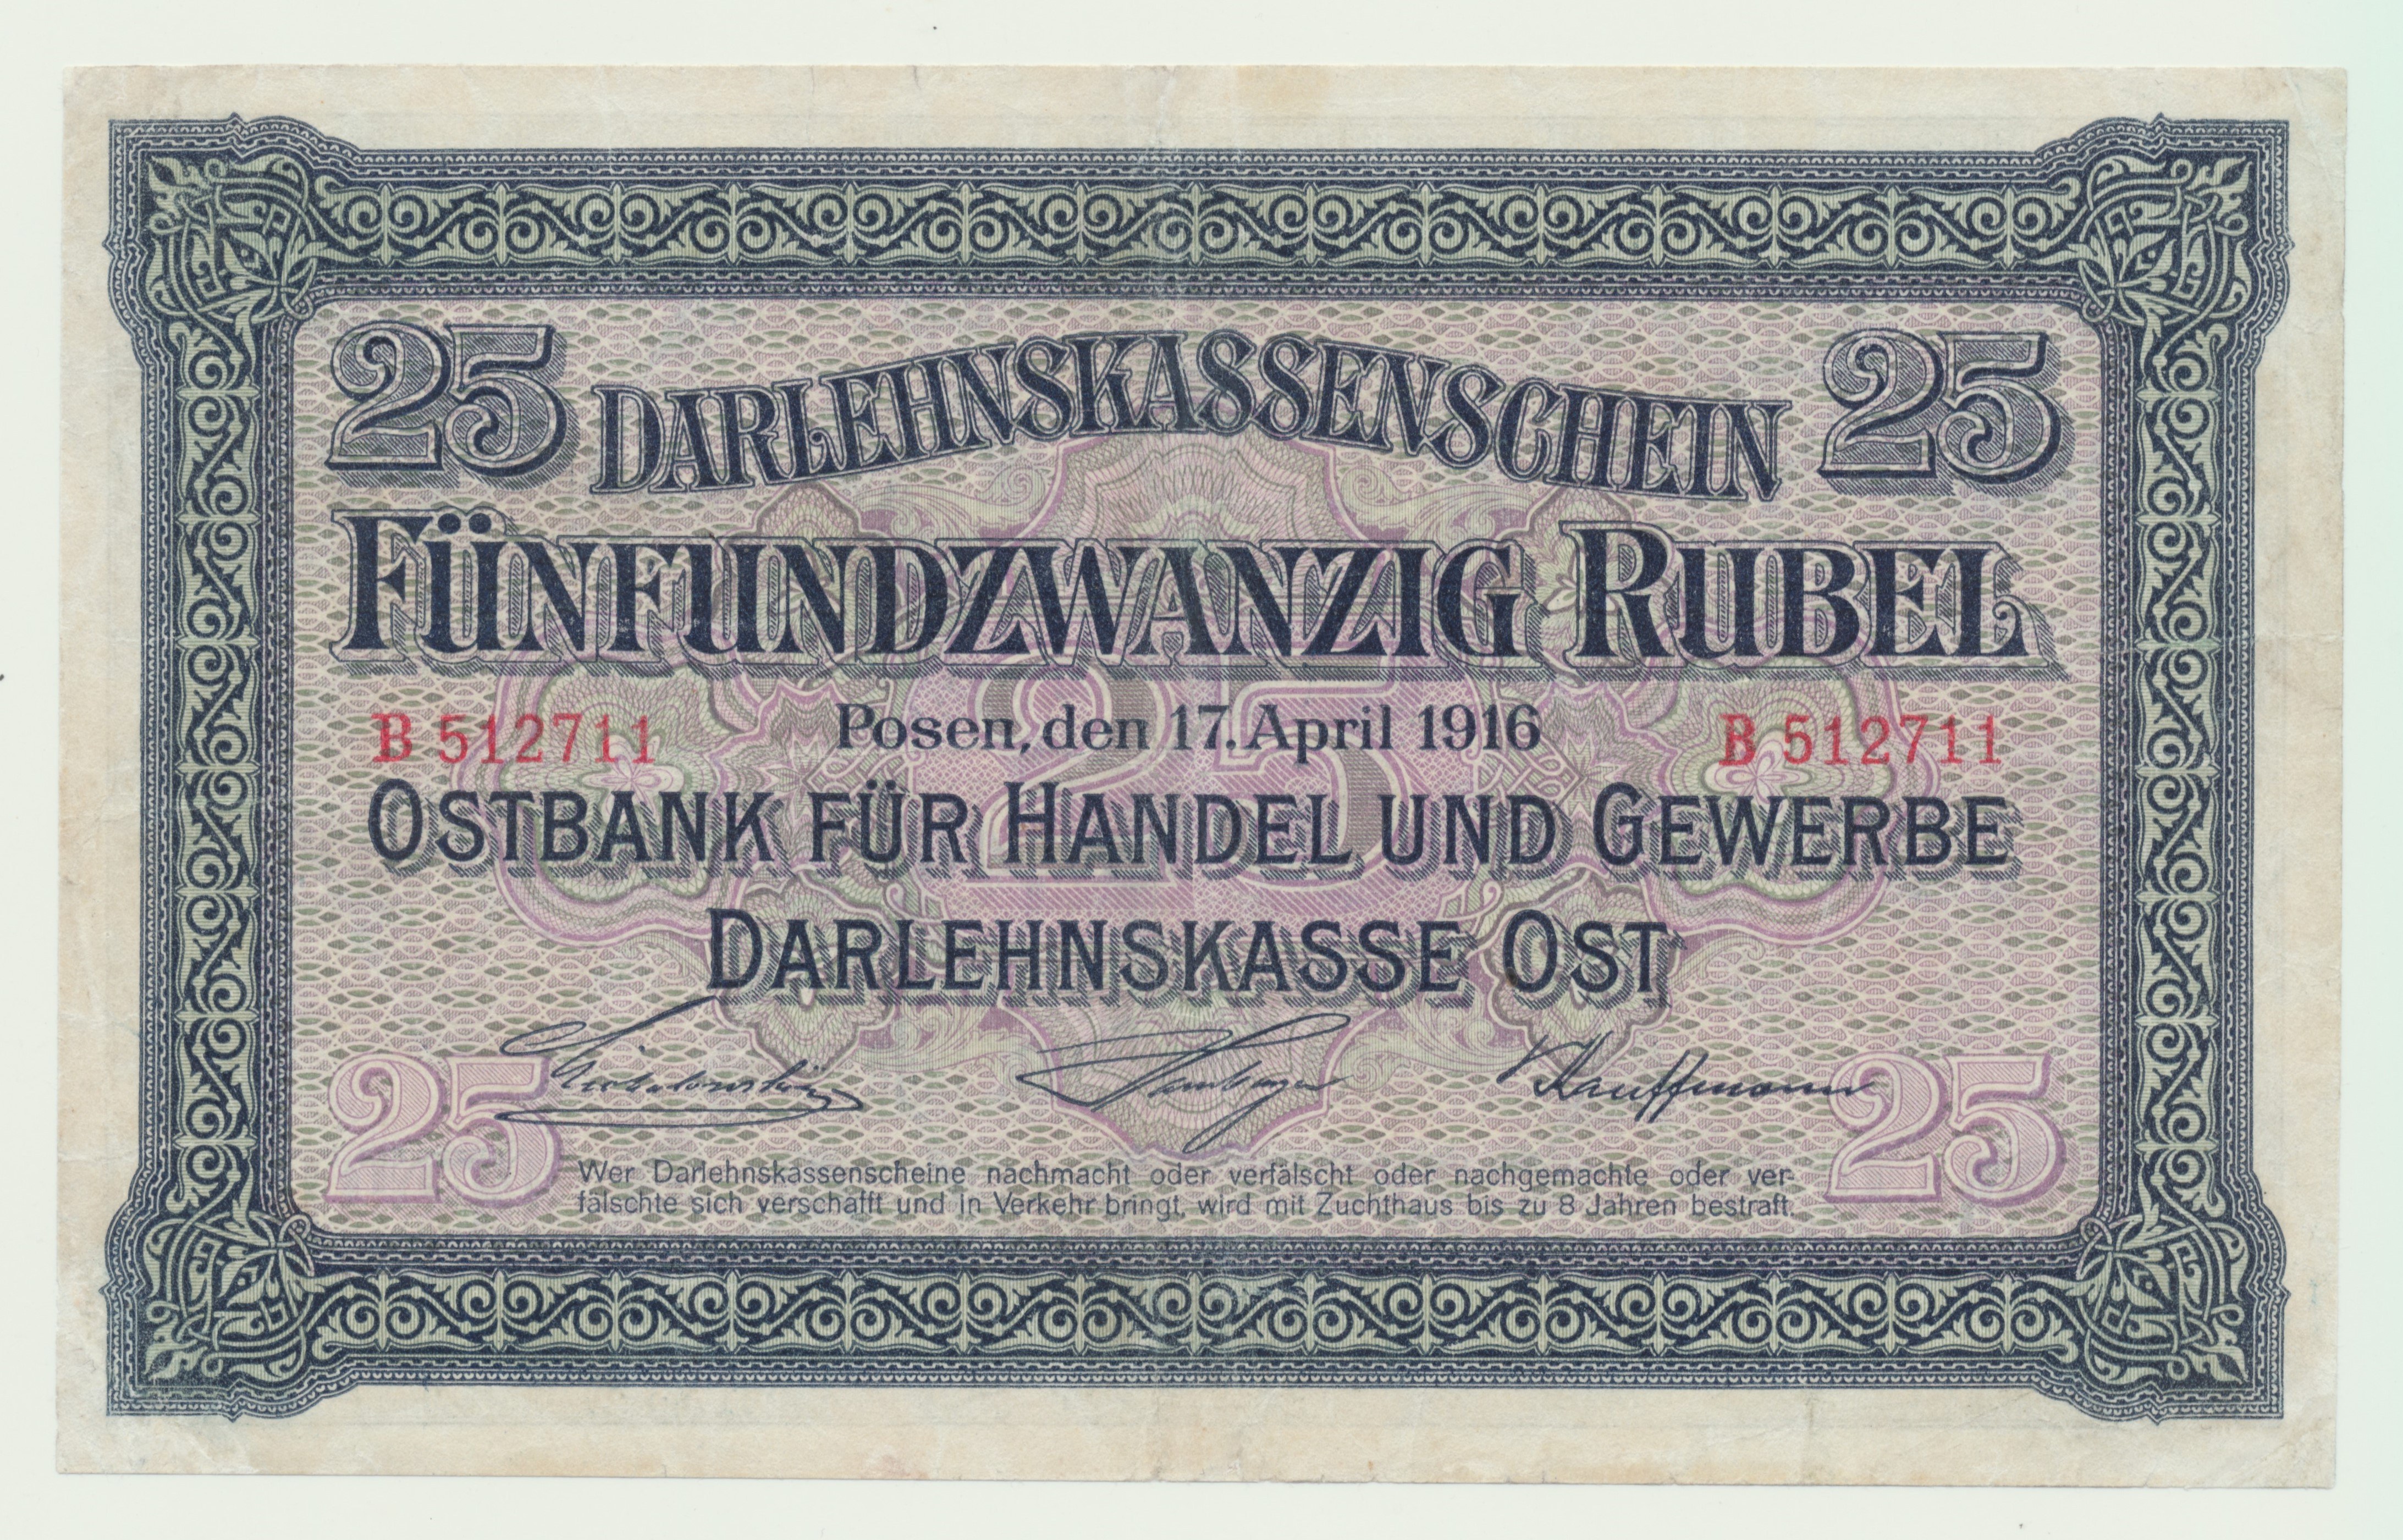 25 DARLEHNSKASSENSCHEIN 25
FÜNFUNDZWANZIG RUBEL
B 512711 Posen, den 17. April 1916 B 512711
25
OSTBANK FÜR HANDEL UND GEWERBE
DARLEHNSKASSE OST
Kauffmann
25 25
Wer Darlehnskassenscheine nachmacht oder verfälscht oder nachgemachte oder ver-
fälschte sich verschafft und in Verkehr bringt, wird mit Zuchthaus bis zu 8 Jahren bestraft.